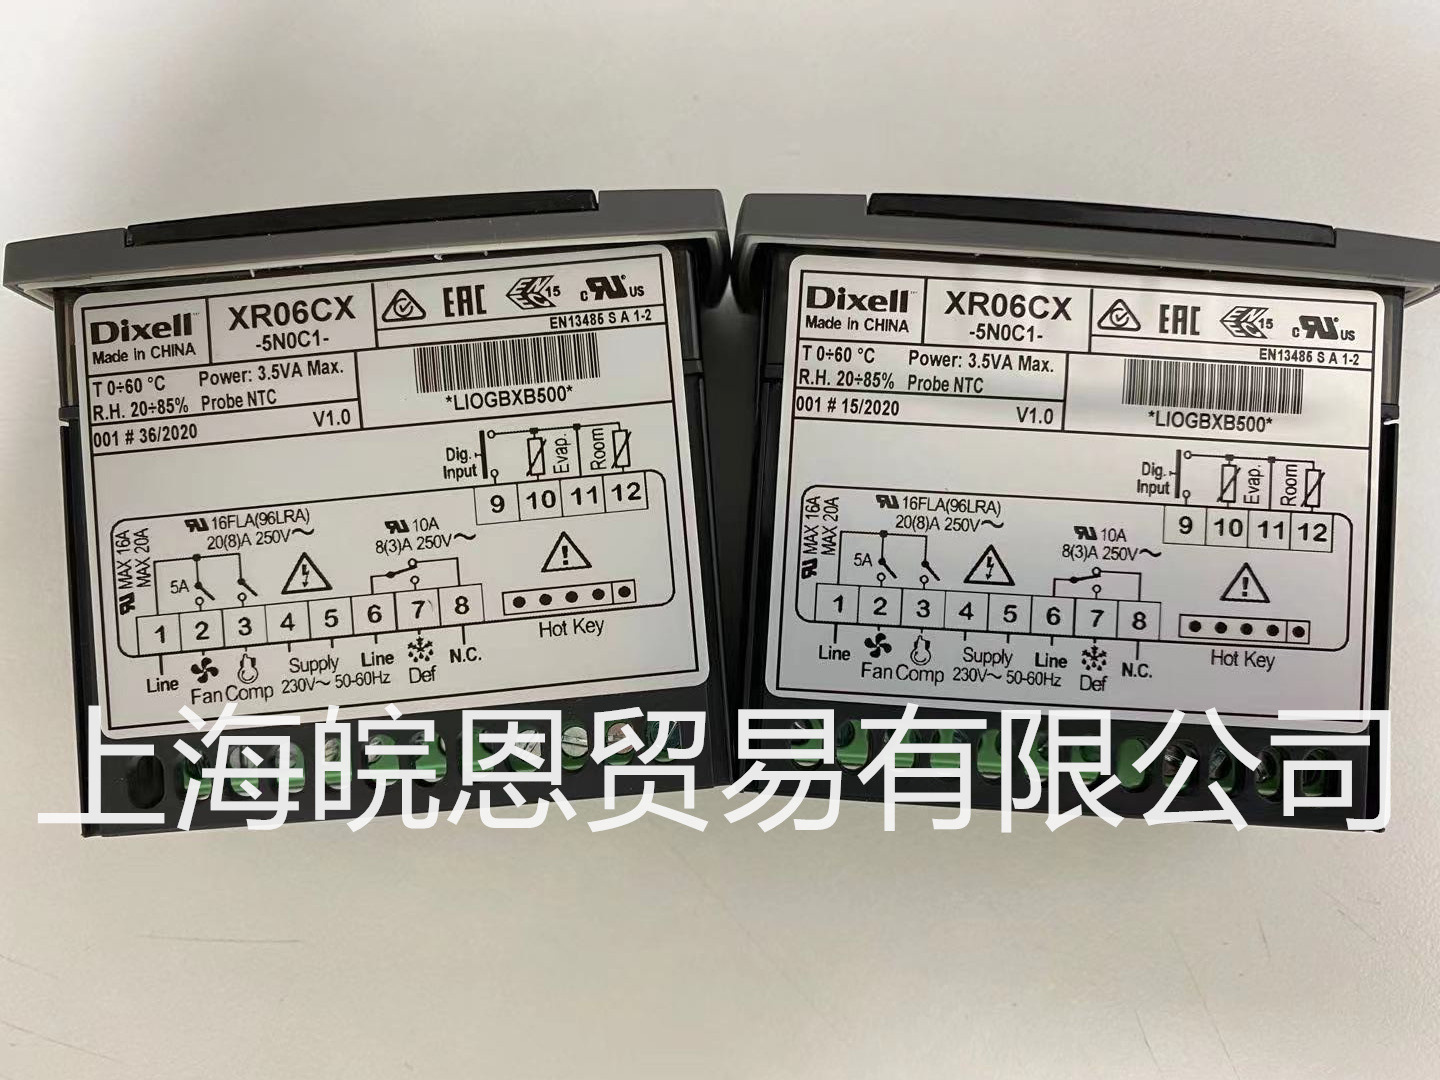 Dixell
Made in CHINA
XR06CX
-5N0C1-
EAC
15
c RU us
EN13485 S A 1-2
T 0÷60 °C
Power: 3.5VA Max.
R.H. 20÷85%
Probe NTC
001 # 36/2020
V1.0
*LIOGBXB500*
Dig.
Input
Evap.
Room
9 10 11 12
MAX 16A
MAX 20A
16FLA(96LRA)
20(8)A 250V~
5A
10A
8(3)A 250V~
1 2 3 4 5 6 7 8
Line
Fan
Comp
Supply
230V~ 50-60Hz
Line
Def
N.C.
Hot Key
Dixell
Made in CHINA
XR06CX
-5N0C1-
EAC
15
c RU us
EN13485 S A 1-2
T 0÷60 °C
Power: 3.5VA Max.
R.H. 20÷85%
Probe NTC
001 # 15/2020
V1.0
*LIOGBXB500*
Dig.
Input
Evap.
Room
9 10 11 12
MAX 16A
MAX 20A
16FLA(96LRA)
20(8)A 250V~
5A
10A
8(3)A 250V~
1 2 3 4 5 6 7 8
Line
Fan
Comp
Supply
230V~ 50-60Hz
Line
Def
N.C.
Hot Key
上海皖恩贸易有限公司